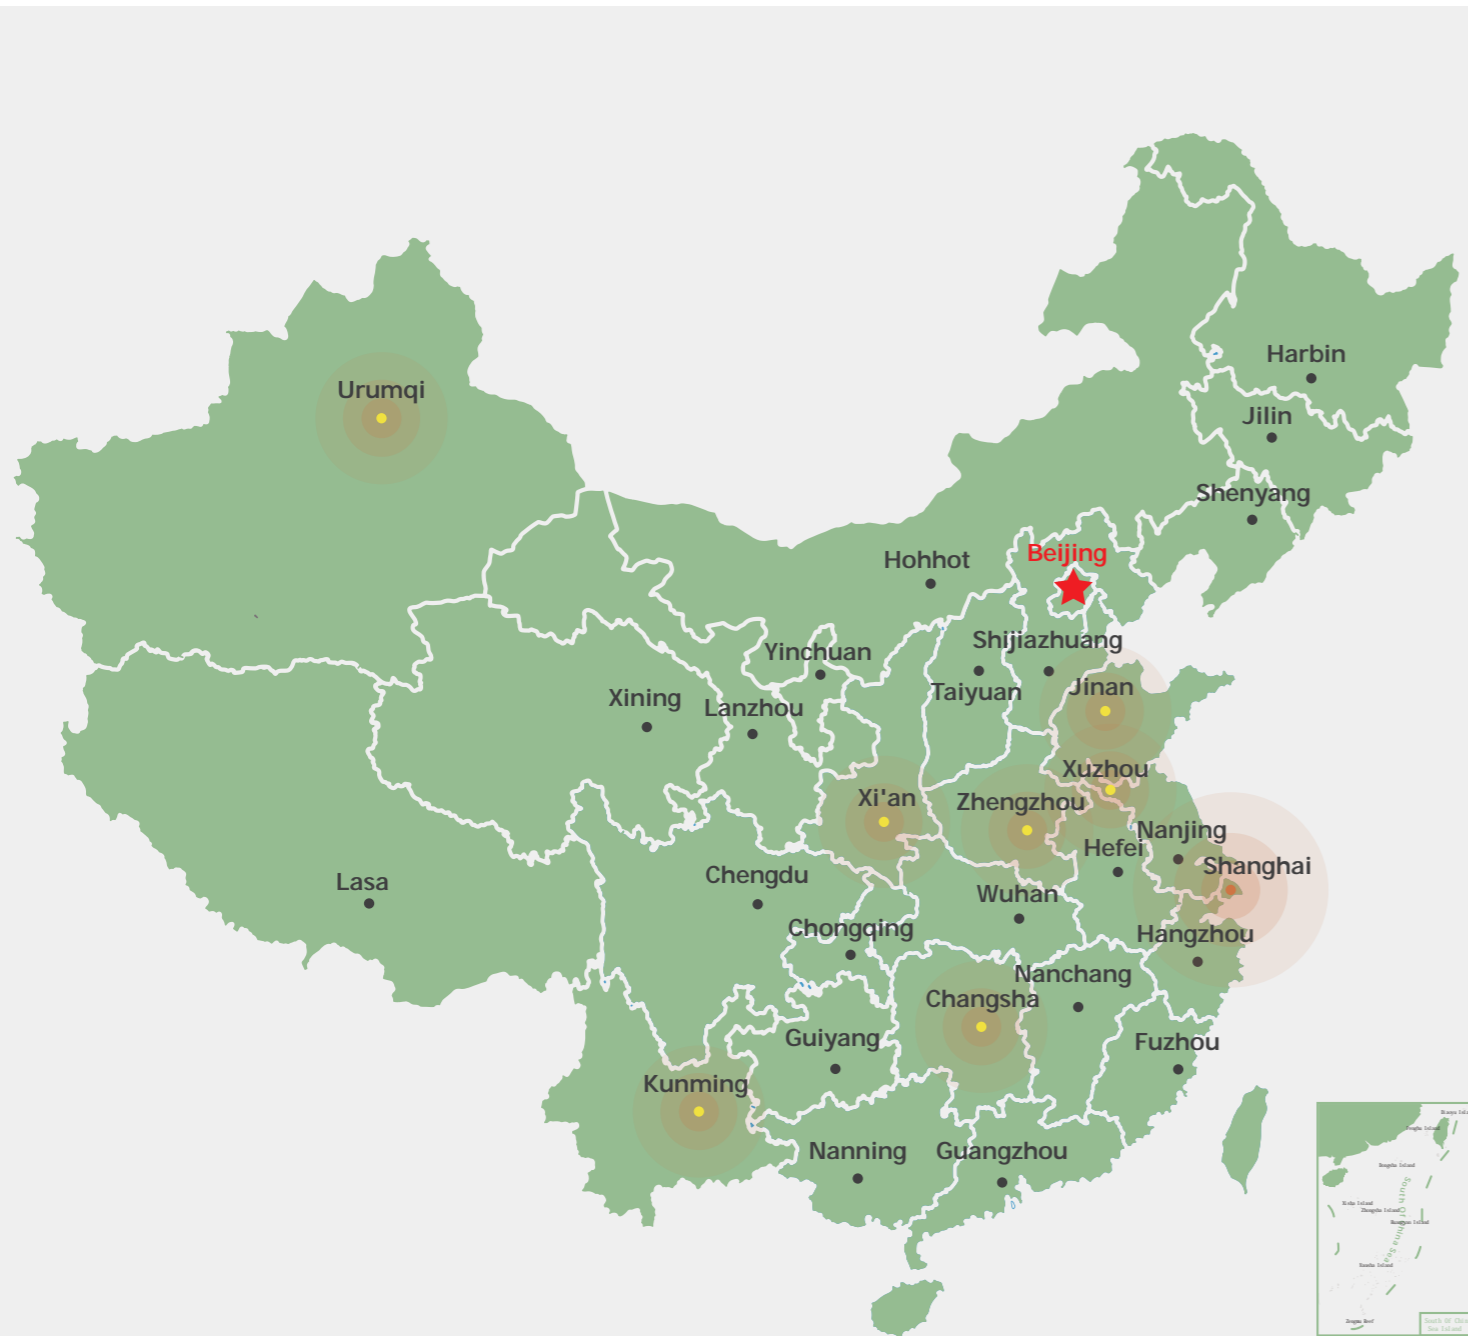 Harbin
Urumqi
Jilin
Shenyang
Beijing
Hohhot
Shijiazhuang
Yinchuan
Taiyuan
Jinan
Xining
Lanzhou
Xuzhou
Xi'an
Zhengzhou
Nanjing
Hefei
Shanghai
Chengdu
Lasa
Wuhan
Chongqing
Hangzhou
Nanchang
Changsha
Guiyang
Fuzhou
Kunming
Nanning
Guangzhou